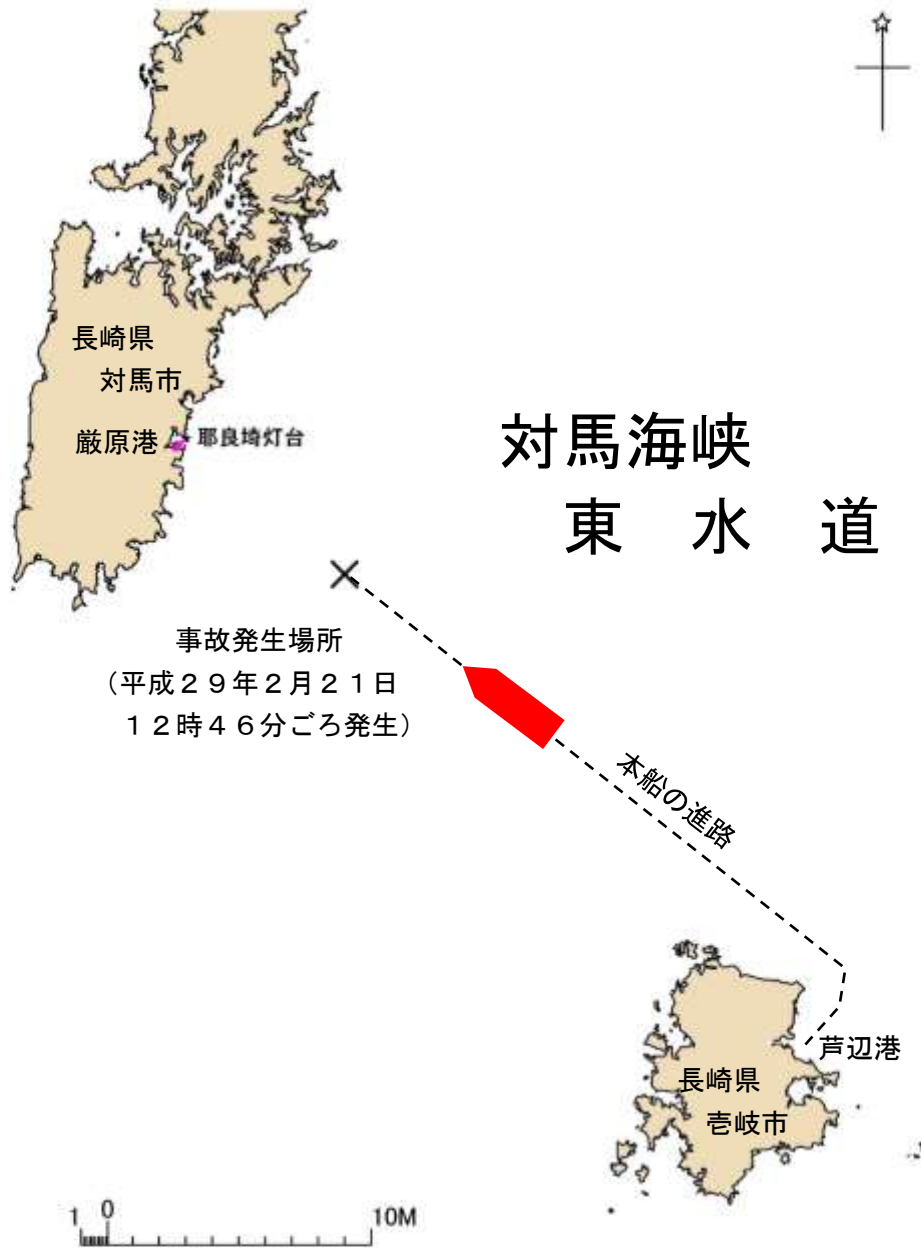 長崎県
対馬市
厳原港
耶良埼灯台
対馬海峡
東　水　道
事故発生場所
（平成２９年２月２１日
１２時４６分ごろ発生）
本船の進路
芦辺港
長崎県
壱岐市
1 0 10M